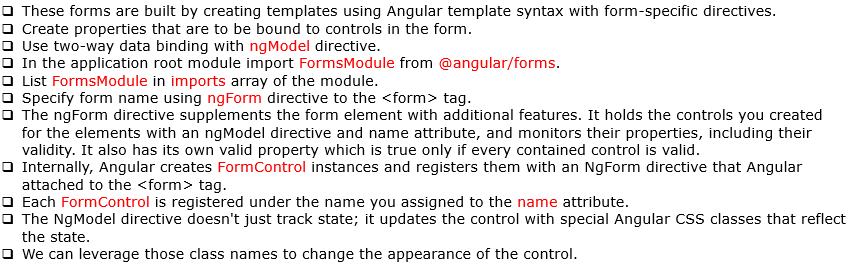 ❑ These forms are built by creating templates using Angular template syntax with form-specific directives.
❑ Create properties that are to be bound to controls in the form.
❑ Use two-way data binding with ngModel directive.
❑ In the application root module import FormsModule from @angular/forms.
❑ List FormsModule in imports array of the module.
❑ Specify form name using ngForm directive to the <form> tag.
❑ The ngForm directive supplements the form element with additional features. It holds the controls you created
for the elements with an ngModel directive and name attribute, and monitors their properties, including their
validity. It also has its own valid property which is true only if every contained control is valid.
❑ Internally, Angular creates FormControl instances and registers them with an NgForm directive that Angular
attached to the <form> tag.
❑ Each FormControl is registered under the name you assigned to the name attribute.
❑ The NgModel directive doesn't just track state; it updates the control with special Angular CSS classes that reflect
the state.
❑ We can leverage those class names to change the appearance of the control.